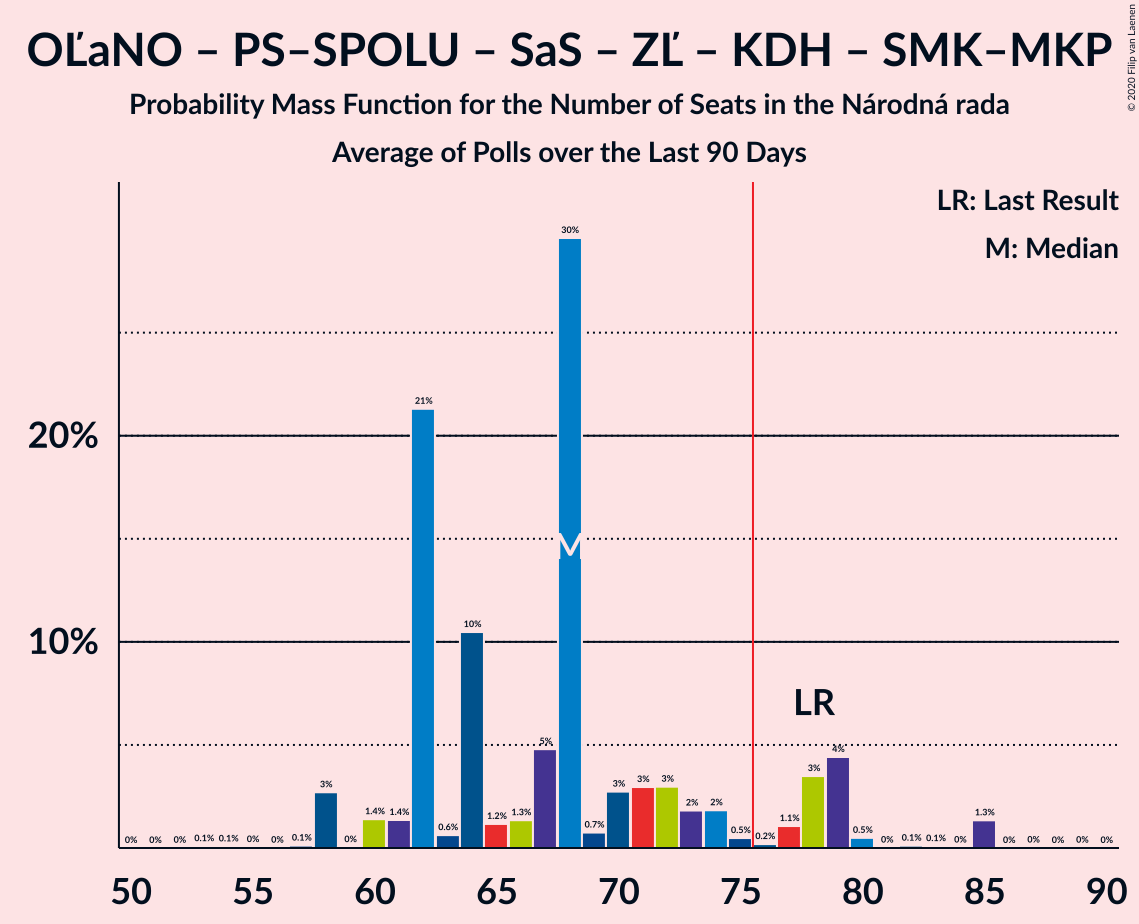 OĽaNO – PS–SPOLU – SaS – ZĽ – KDH – SMK–MKP
Probability Mass Function for the Number of Seats in the Národná rada
Average of Polls over the Last 90 Days
© 2020 Filip van Laenen
LR: Last Result
M: Median
30%
21%
20%
M
10%
10%
LR
5%
4%
3%
3%
3%
3%
3%
2%
2%
1.4%
1.4%
1.2%
1.3%
1.1%
1.3%
0% 0% 0% 0.1% 0.1% 0% 0% 0.1% 0% 0.6% 0.7% 0.5% 0.2% 0.5% 0% 0.1% 0.1% 0% 0% 0% 0% 0% 0%
50 55 60 65 70 75 80 85 90